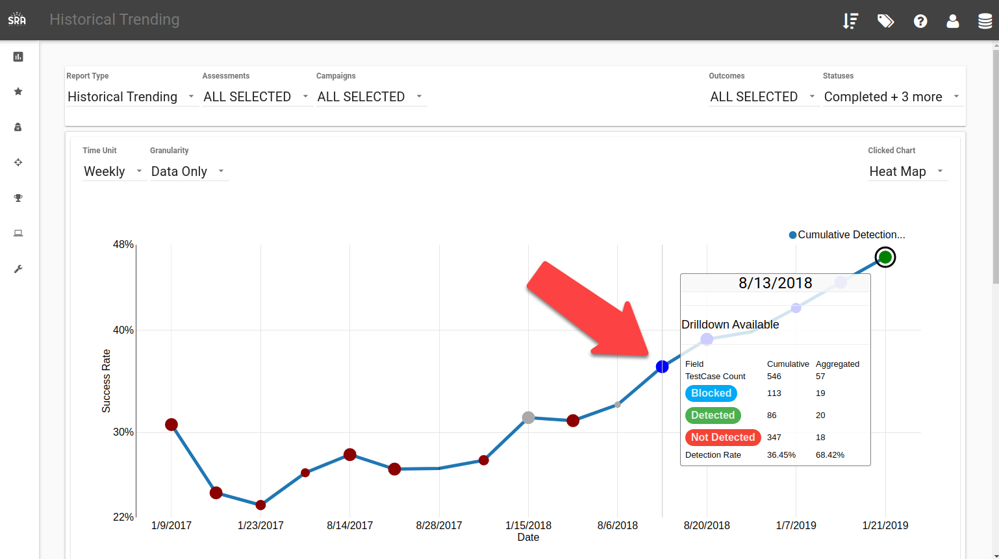 SRA
Historical Trending
Report Type
Assessments
Campaigns
Outcomes
Statuses
Historical Trending
ALL SELECTED
ALL SELECTED
ALL SELECTED
Completed + 3 more
Time Unit
Granularity
Clicked Chart
Weekly
Data Only
Heat Map
Cumulative Detection...
48%
40%
30%
22%
Success Rate
8/13/2018
Drilldown Available
Field Cumulative Aggregated
TestCase Count 546 57
Blocked 113 19
Detected 86 20
Not Detected 347 18
Detection Rate 36.45% 68.42%
1/9/2017 1/23/2017 8/14/2017 8/28/2017 1/15/2018 8/6/2018 8/20/2018 1/7/2019 1/21/2019
Date